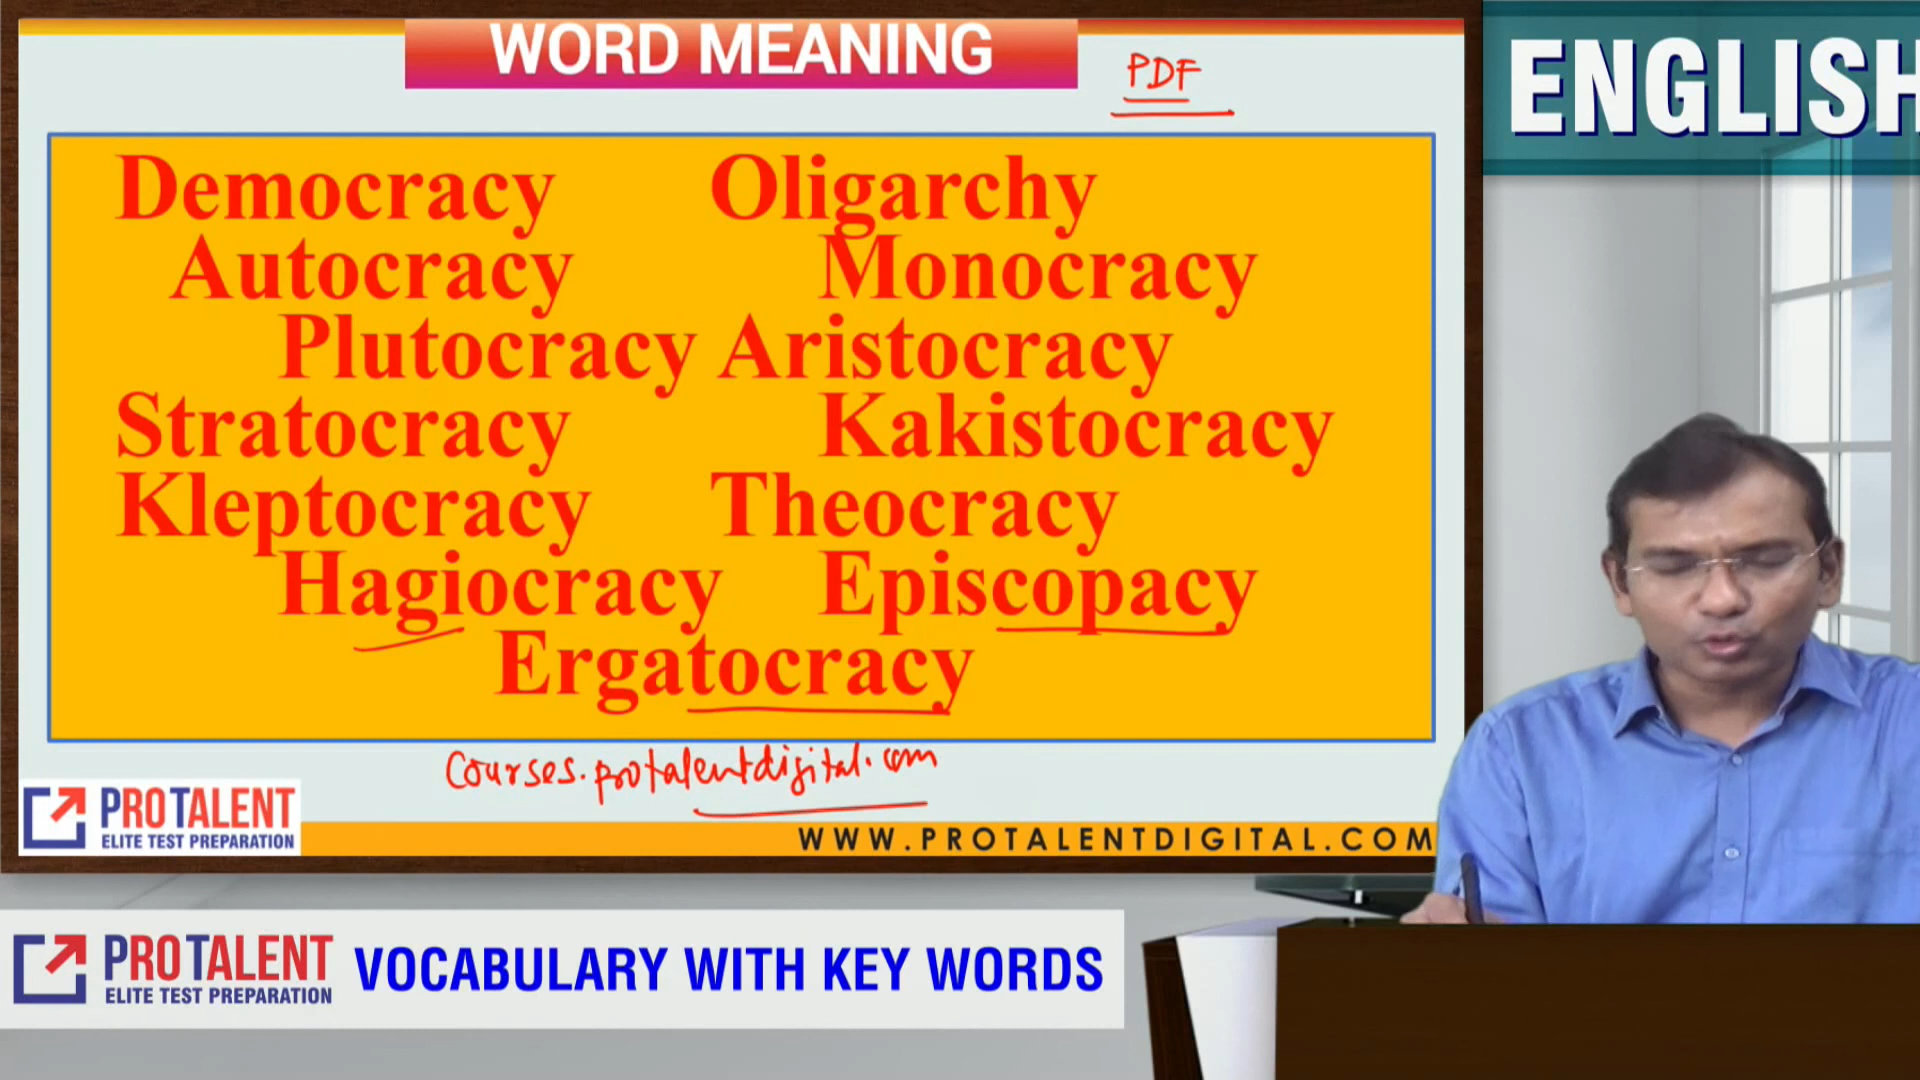 WORD MEANING
PDF
ENGLISH
Democracy Oligarchy
Autocracy Monocracy
Plutocracy Aristocracy
Stratocracy Kakistocracy
Kleptocracy Theocracy
Hagiocracy Episcopacy
Ergatocracy
Courses.protalentdigital.com
PROTALENT
ELITE TEST PREPARATION
WWW.PROTALENTDIGITAL.COM
PROTALENT
ELITE TEST PREPARATION
VOCABULARY WITH KEY WORDS